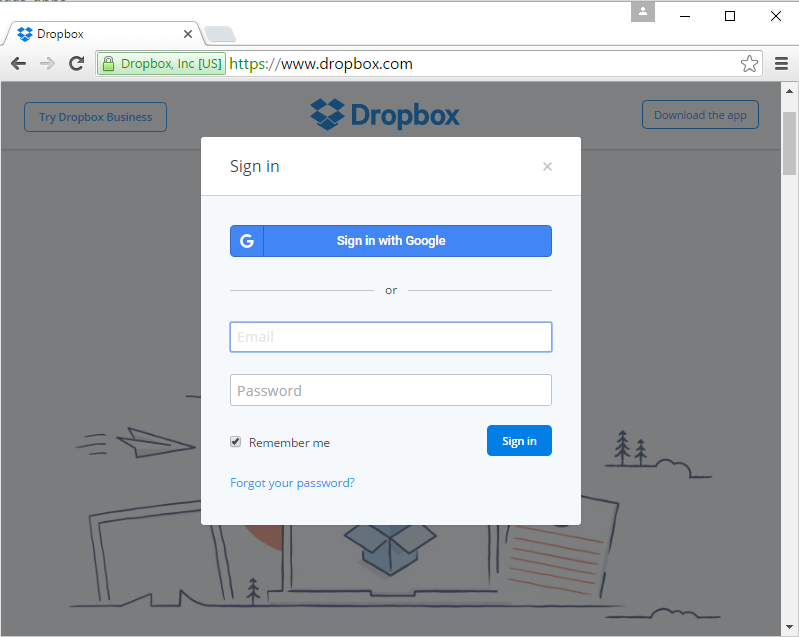 Dropbox
Dropbox, Inc [US] https://www.dropbox.com
Try Dropbox Business
Dropbox
Download the app
Sign in
G Sign in with Google
or
Email
Password
Remember me
Sign in
Forgot your password?